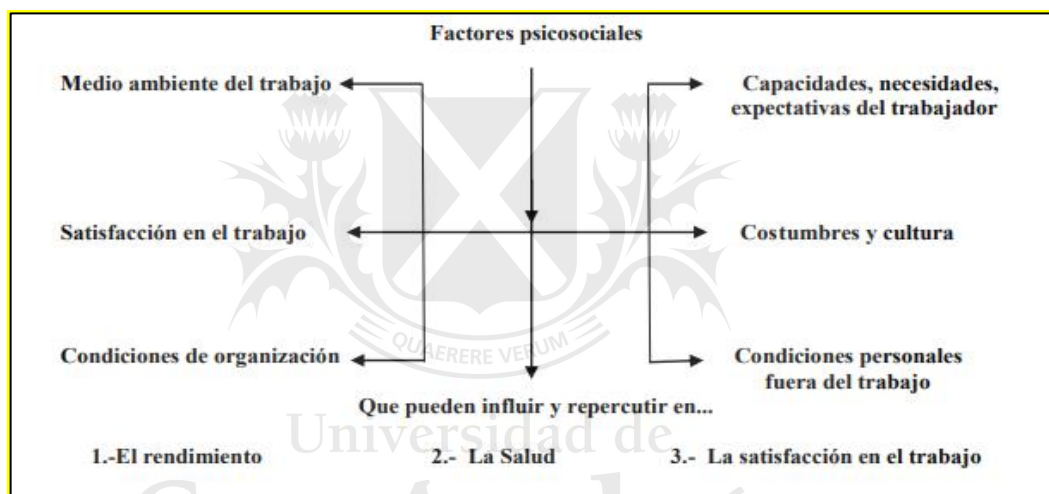 Factores psicosociales
Medio ambiente del trabajo
Capacidades, necesidades,
expectativas del trabajador
Satisfacción en el trabajo
Costumbres y cultura
QUAERERE VERUM
Condiciones de organización
Condiciones personales
fuera del trabajo
Que pueden influir y repercutir en...
Universidad de
1.-El rendimiento 2.- La Salud 3.- La satisfacción en el trabajo